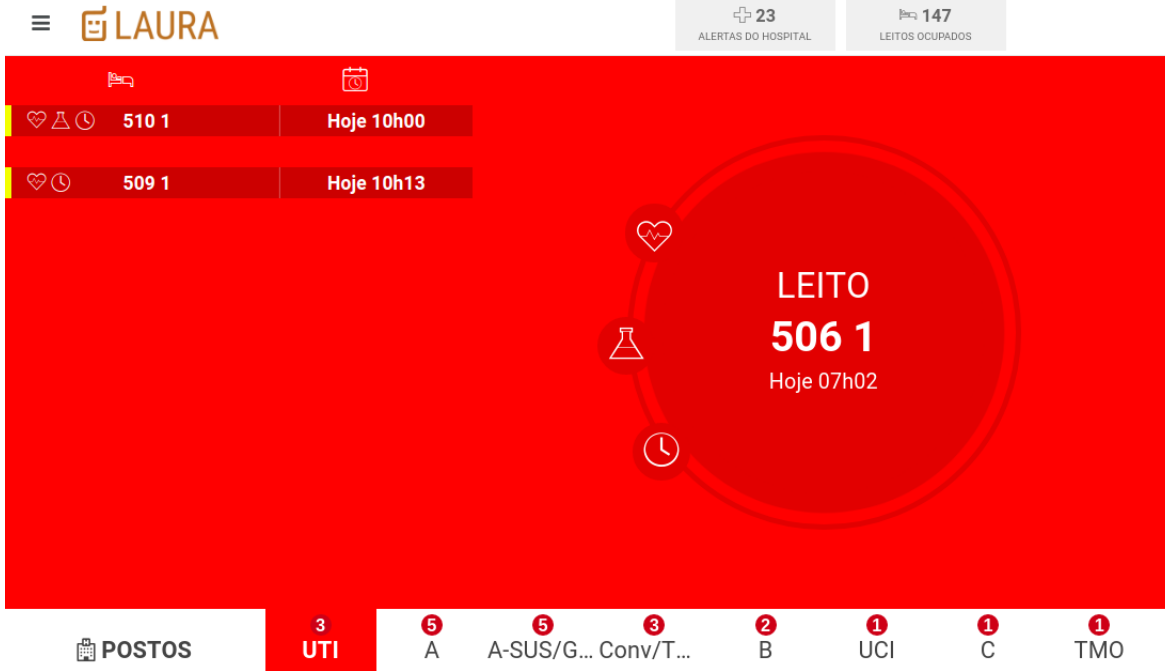 LAURA
23
ALERTAS DO HOSPITAL
147
LEITOS OCUPADOS
510 1 Hoje 10h00
509 1 Hoje 10h13
LEITO
506 1
Hoje 07h02
3 5 5 3 2 1 1 1
POSTOS UTI A A-SUS/G... Conv/T... B UCI C TMO